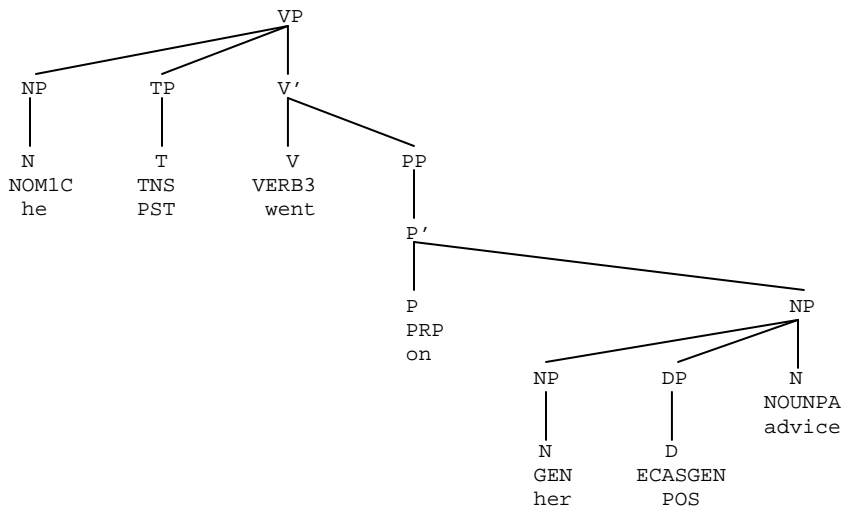 VP
NP TP V'
N T V PP
NOM1C TNS VERB3
he PST went
P'
P NP
PRP
on
NP DP N
NOUNPA
advice
N D
GEN ECASGEN
her POS